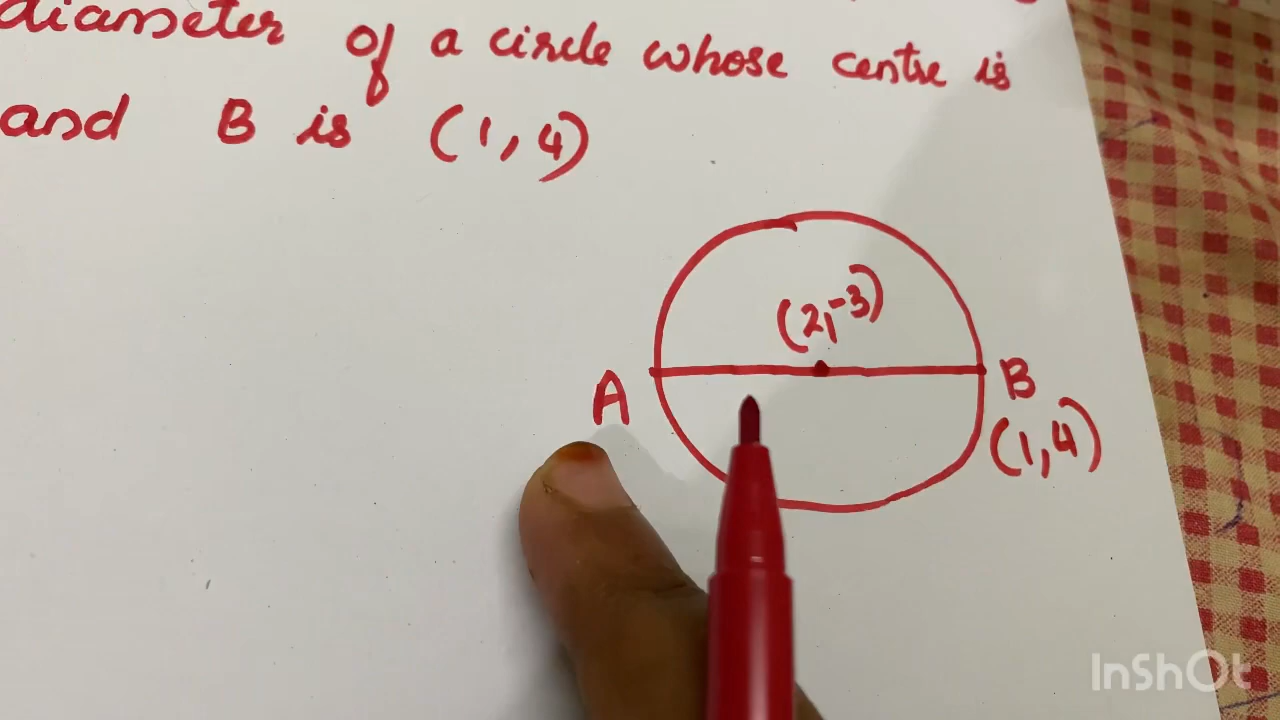 diameter of a circle whose centre is
and B is (1, 4)
(2, -3)
A
B
(1, 4)
InShOt